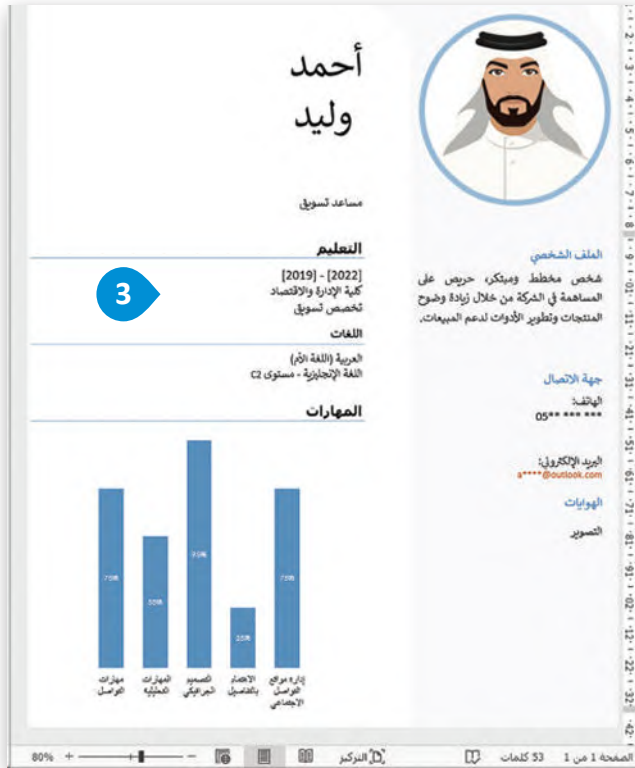 أحمد
وليد
مساعد تسويق
الملف الشخصي
شخص مخطط ومبتكر، حريص على
المساهمة في الشركة من خلال زيادة وضوح
المنتجات وتطوير الأدوات لدعم المبيعات.
جهة الاتصال
الهاتف:
05** *** ***
البريد الإلكتروني:
a****@outlook.com
الهوايات
التصوير
التعليم
[2019] - [2022]
كلية الإدارة والاقتصاد
تخصص تسويق
3
اللغات
العربية (اللغة الأم)
اللغة الإنجليزية - مستوى C2
المهارات
75%
25%
95%
55%
75%
إدارة مواقع التواصل الاجتماعي
الاهتمام بالتفاصيل
التصميم الجرافيكي
المهارات التحليلية
مهارات التواصل
الصفحة 1 من 1
53 كلمات
التركيز
80%